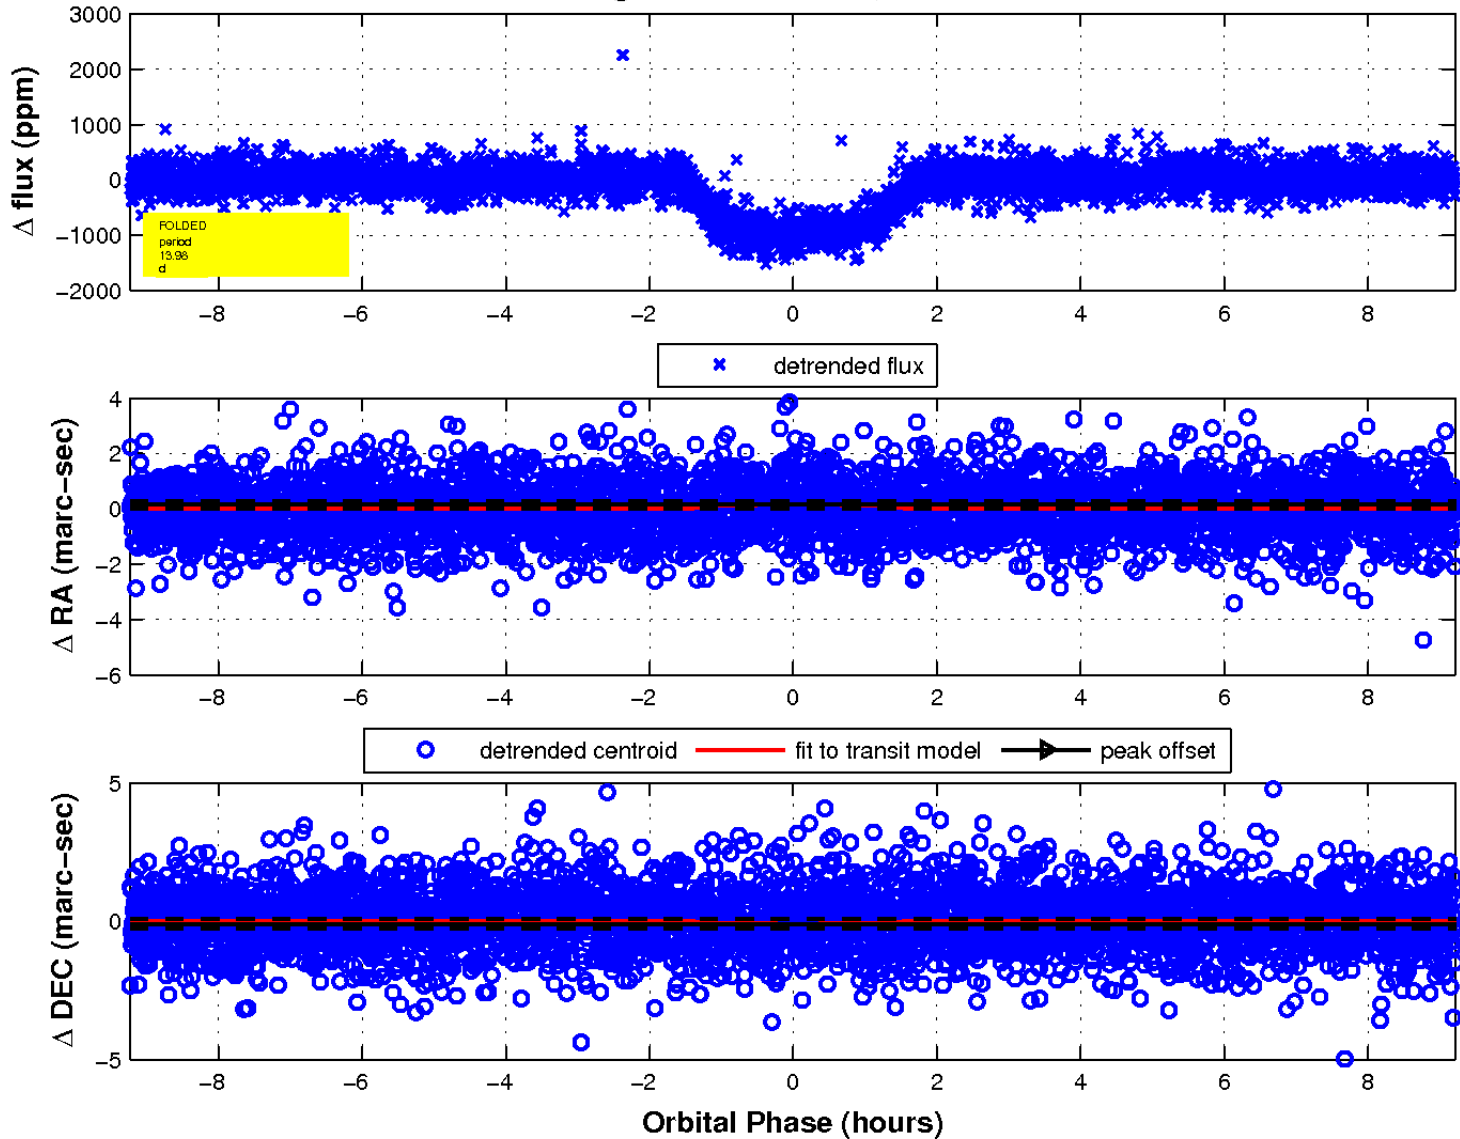 3000
2000
1000
0
−1000
−2000
Δ flux (ppm)
FOLDED
period
13.98
d
−8 −6 −4 −2 0 2 4 6 8
detrended flux
4
2
0
−2
−4
−6
Δ RA (marc−sec)
−8 −6 −4 −2 0 2 4 6 8
detrended centroid fit to transit model peak offset
5
0
−5
Δ DEC (marc−sec)
−8 −6 −4 −2 0 2 4 6 8
Orbital Phase (hours)